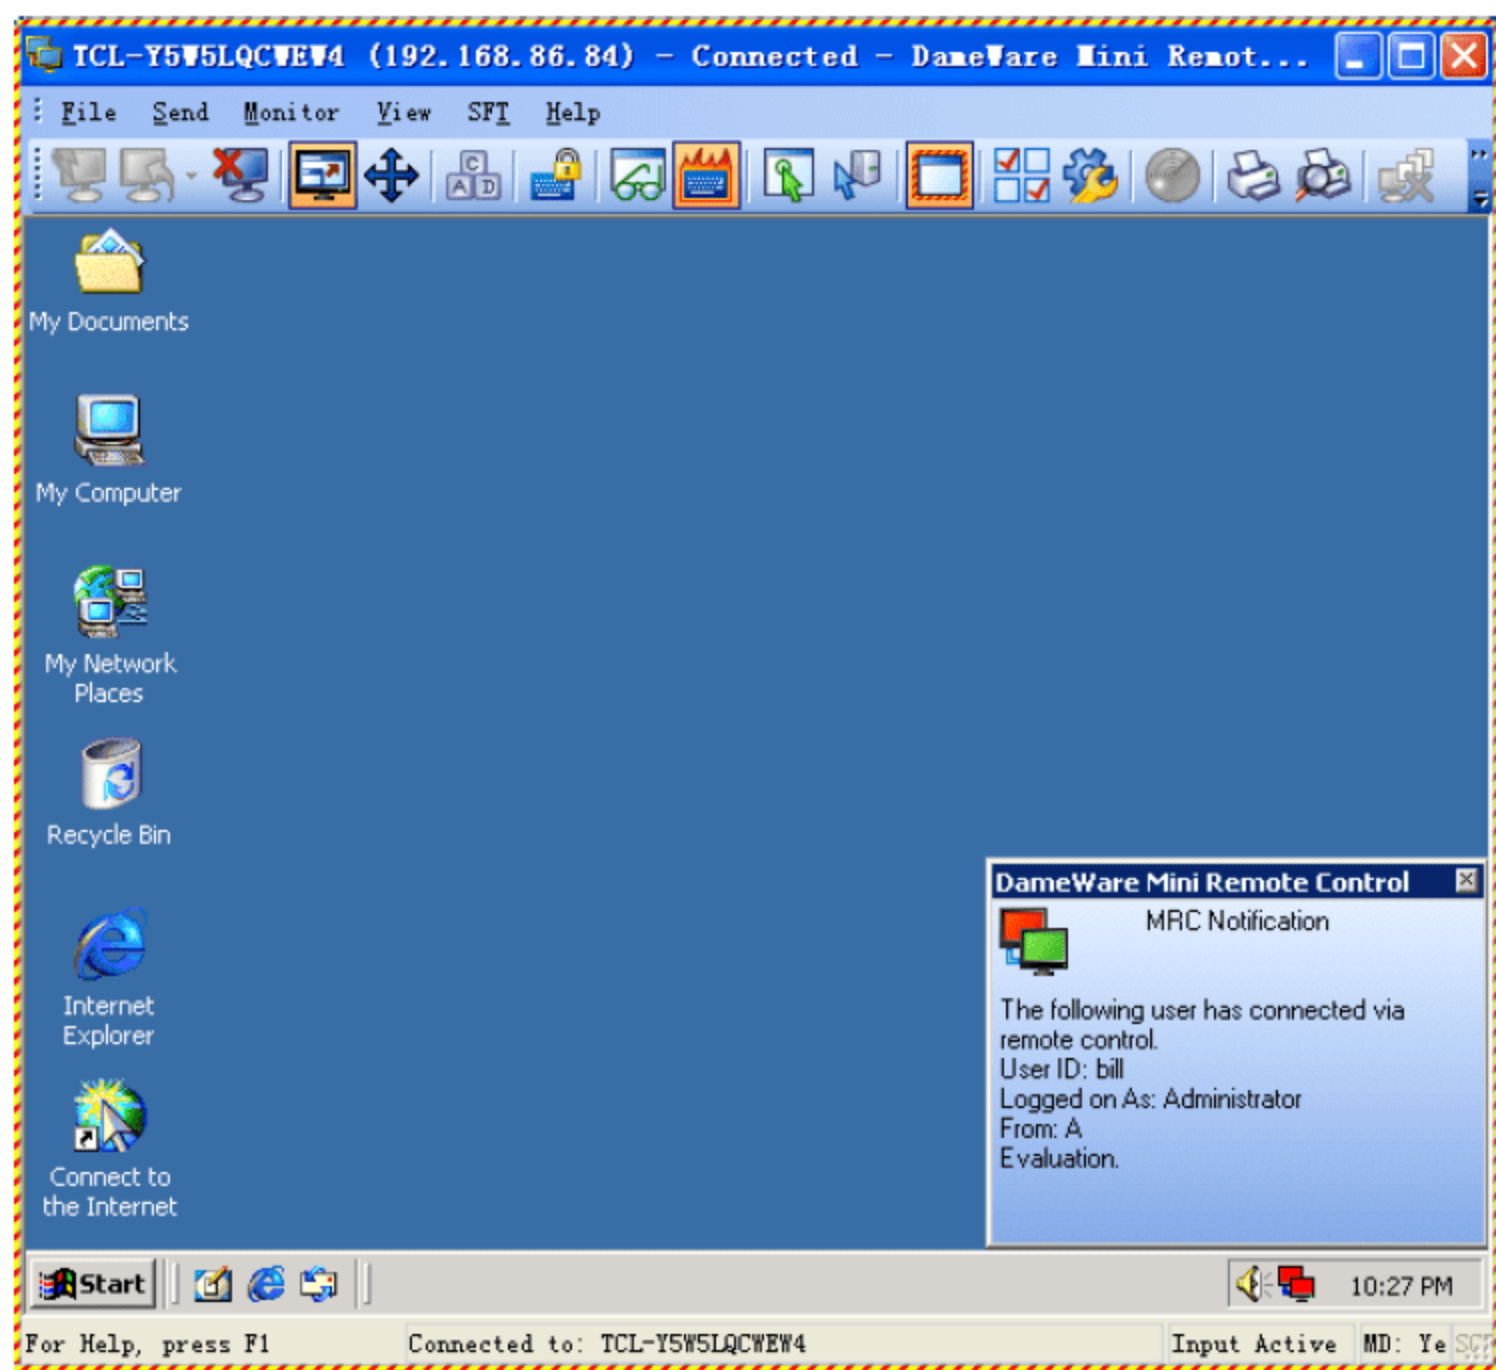 TCL-Y5W5LQCWEW4 (192.168.86.84) - Connected - DameWare Mini Remot...
File Send Monitor View SFT Help
C
A D
My Documents
My Computer
My Network
Places
Recycle Bin
Internet
Explorer
Connect to
the Internet
DameWare Mini Remote Control
MRC Notification
The following user has connected via
remote control.
User ID: bill
Logged on As: Administrator
From: A
Evaluation.
Start
10:27 PM
For Help, press F1 Connected to: TCL-Y5W5LQCWEW4 Input Active MD: Ye